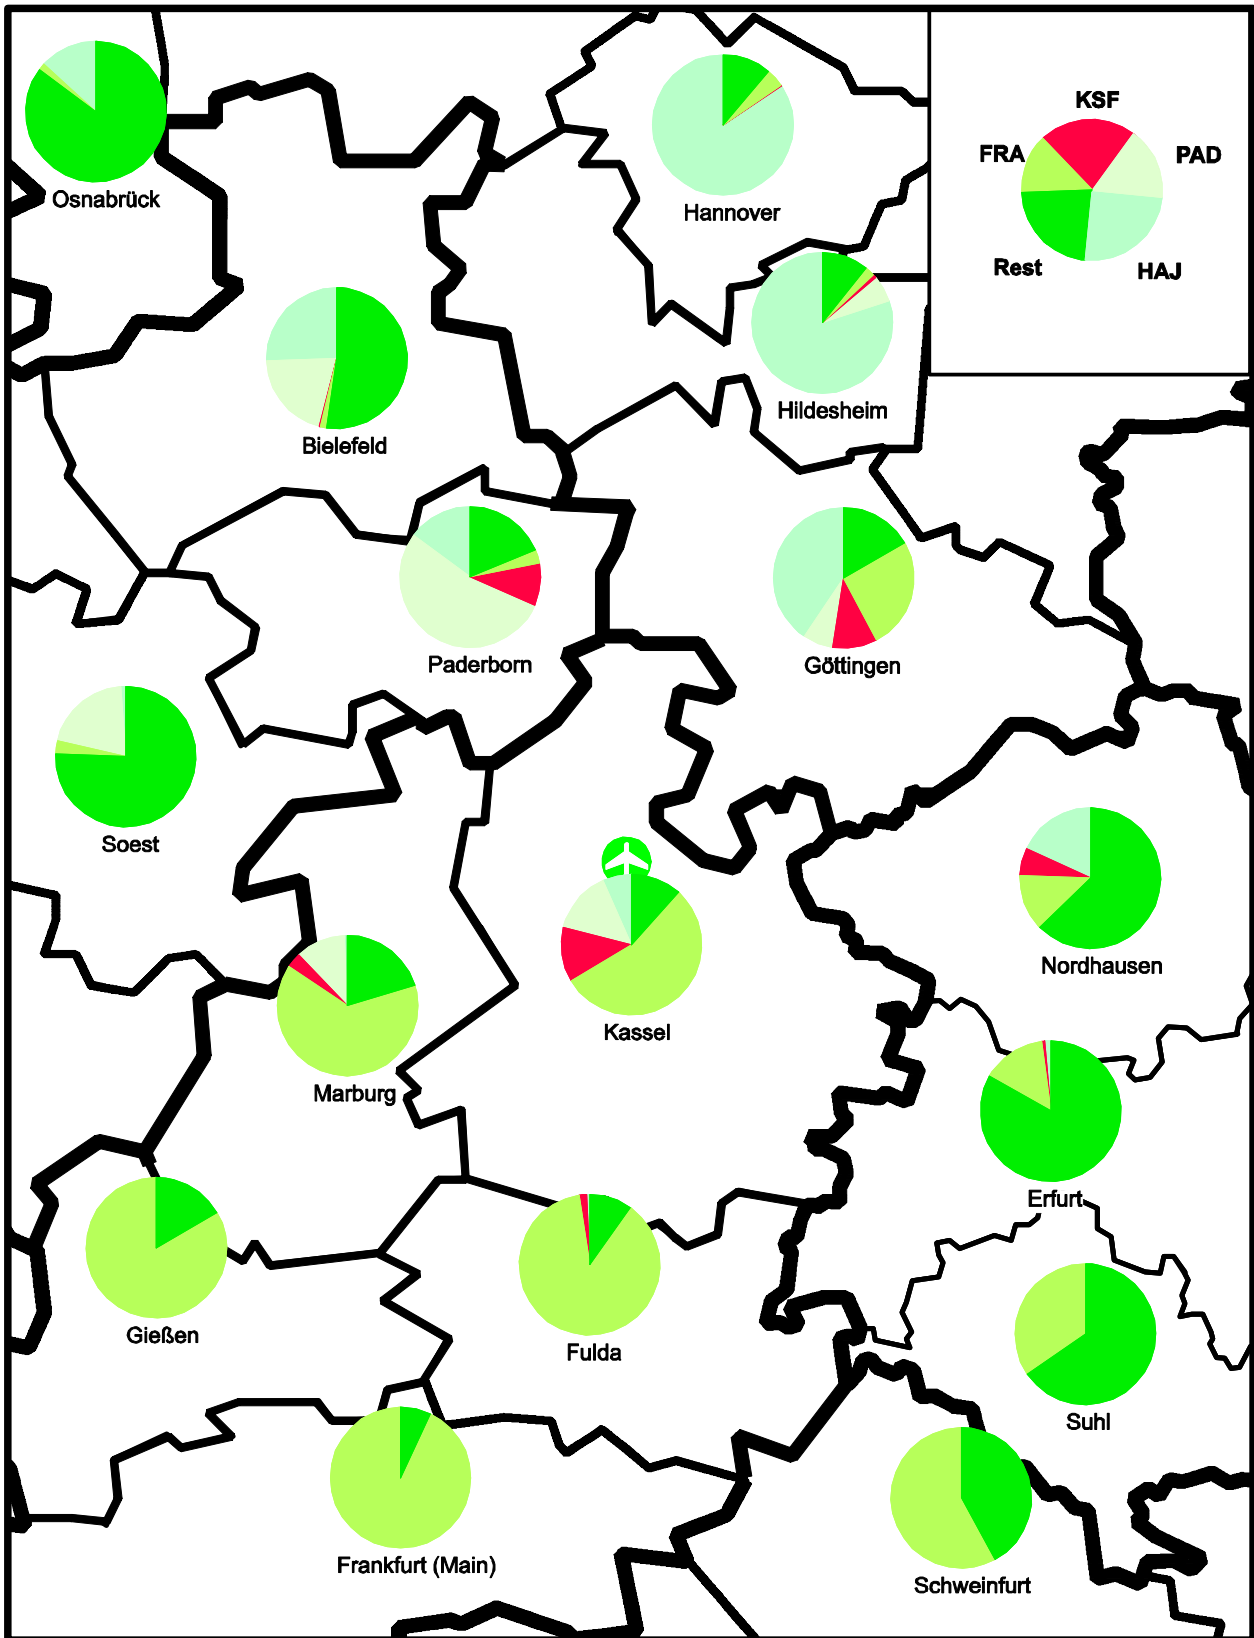 KSF
FRA
PAD
Rest
HAJ
Osnabrück
Hannover
Hildesheim
Bielefeld
Paderborn
Göttingen
Soest
Nordhausen
Kassel
Marburg
Erfurt
Gießen
Fulda
Suhl
Frankfurt (Main)
Schweinfurt